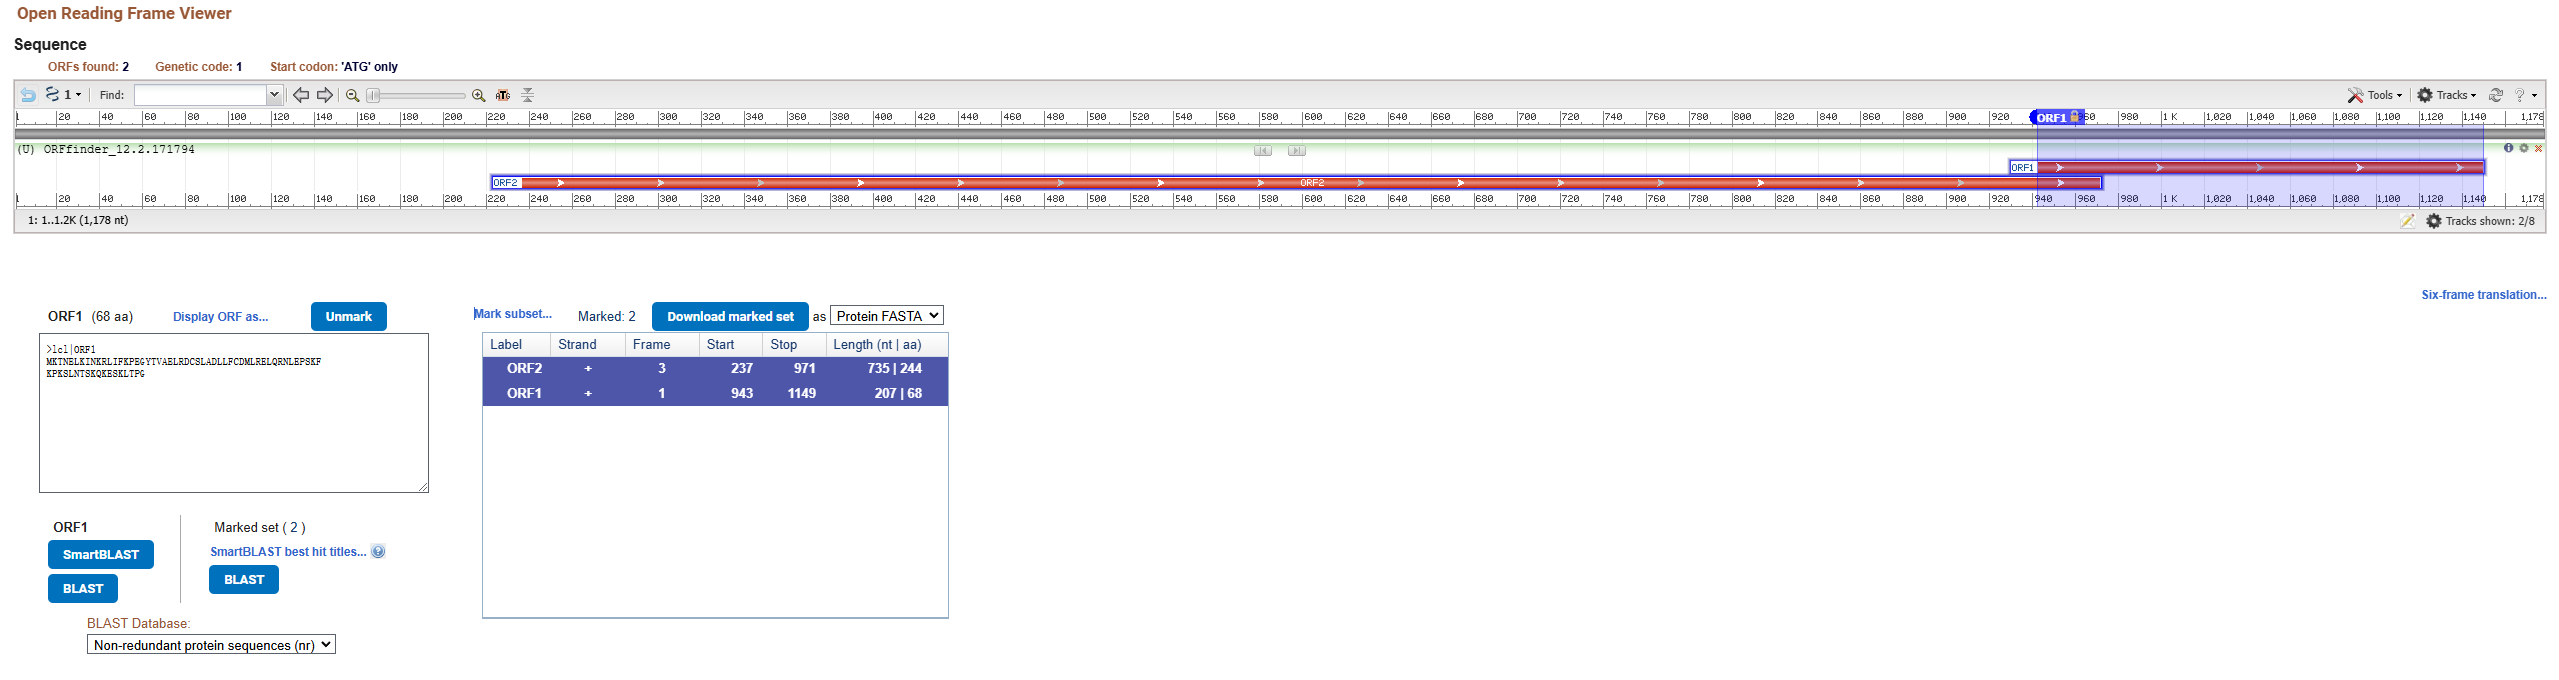 Open Reading Frame Viewer
Sequence
ORFs found: 2 Genetic code: 1 Start codon: 'ATG' only
1 Find: Tools Tracks ?
1 20 40 60 80 100 120 140 160 180 200 220 240 260 280 300 320 340 360 380 400 420 440 460 480 500 520 540 560 580 600 620 640 660 680 700 720 740 760 780 800 820 840 860 880 900 920 ORF1 960 980 1 K 1,020 1,040 1,060 1,080 1,100 1,120 1,140 1,178
(U) ORFfinder_12.2.171794
ORF1
ORF2 ORF2
1 20 40 60 80 100 120 140 160 180 200 220 240 260 280 300 320 340 360 380 400 420 440 460 480 500 520 540 560 580 600 620 640 660 680 700 720 740 760 780 800 820 840 860 880 900 920 940 960 980 1 K 1,020 1,040 1,060 1,080 1,100 1,120 1,140 1,178
1: 1..1.2K (1,178 nt) Tracks shown: 2/8
Six-frame translation...
ORF1 (68 aa) Display ORF as... Unmark
>lcl|ORF1
MKTNELKINKRLIFKPEGYTVAELRDCSLADLLFCDMLRELQRNLEPSKF
KPKSLNTSKQKESKLTPG
Mark subset... Marked: 2 Download marked set as Protein FASTA
Label Strand Frame Start Stop Length (nt | aa)
ORF2 + 3 237 971 735 | 244
ORF1 + 1 943 1149 207 | 68
ORF1
SmartBLAST
BLAST
Marked set ( 2 )
SmartBLAST best hit titles... ?
BLAST
BLAST Database:
Non-redundant protein sequences (nr)